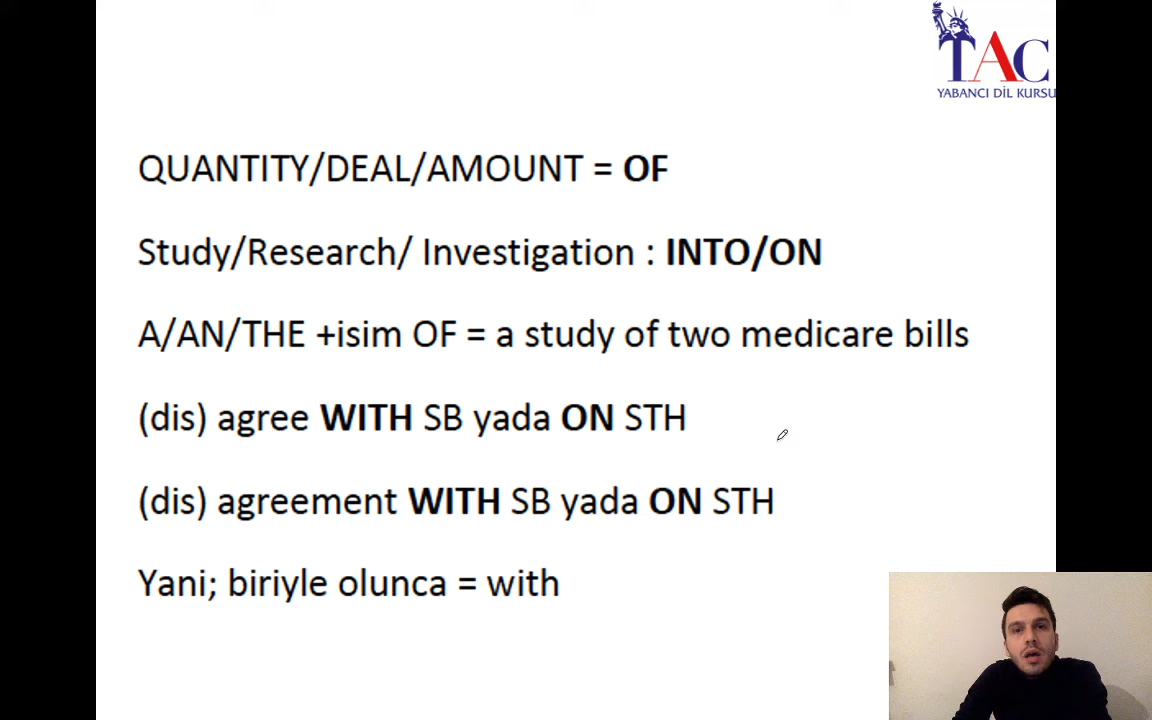 TAC
YABANCI DİL KURSU
QUANTITY/DEAL/AMOUNT = OF
Study/Research/ Investigation : INTO/ON
A/AN/THE +isim OF = a study of two medicare bills
(dis) agree WITH SB yada ON STH
(dis) agreement WITH SB yada ON STH
Yani; biriyle olunca = with